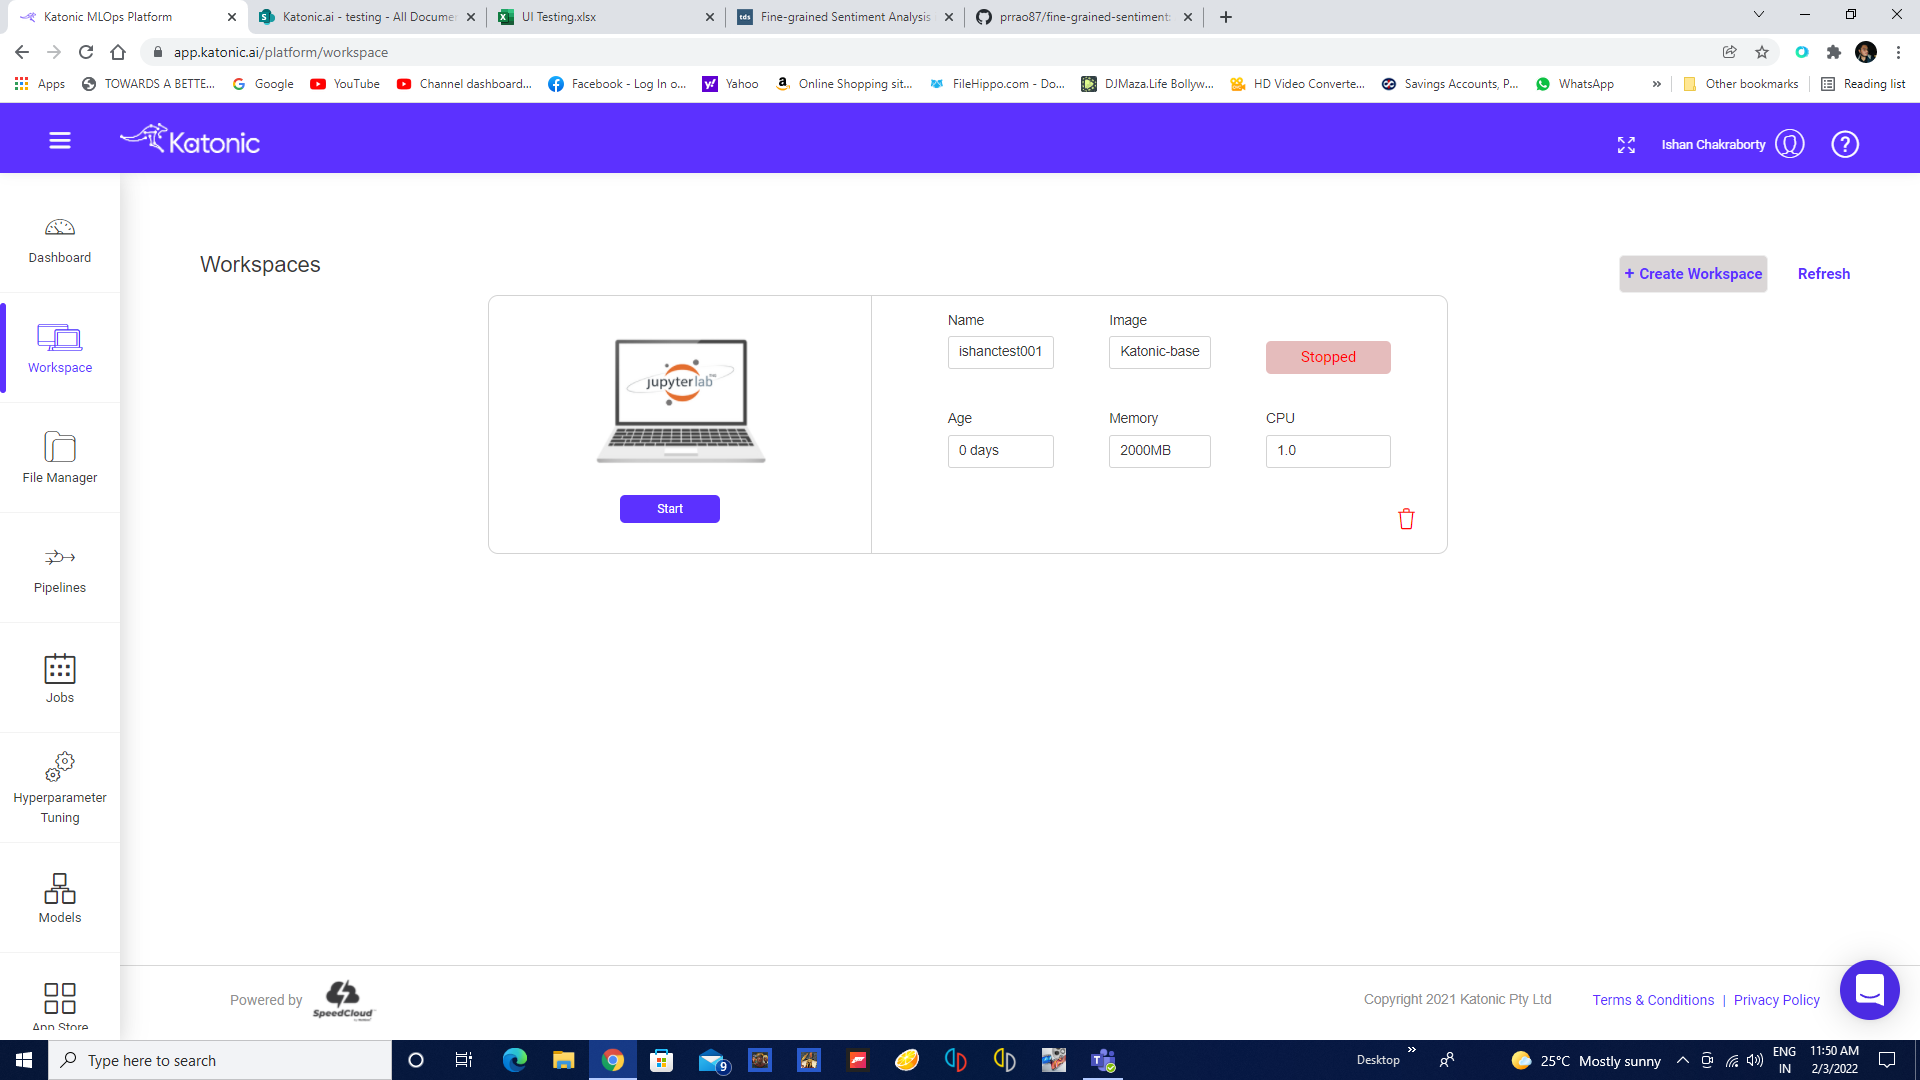 Katonic MLOps Platform
Katonic.ai - testing - All Docume
UI Testing.xlsx
tds
Fine-grained Sentiment Analysis
prrao87/fine-grained-sentiment
app.katonic.ai/platform/workspace
Apps
TOWARDS A BETTE...
Google
YouTube
Channel dashboard...
Facebook - Log In o...
Yahoo
Online Shopping sit...
FileHippo.com - Do...
DJMaza.Life Bollyw...
HD Video Converte...
Savings Accounts, P...
WhatsApp
»
Other bookmarks
Reading list
Katonic
Ishan Chakraborty
?
Dashboard
Workspace
File Manager
Pipelines
Jobs
Hyperparameter
Tuning
Models
App Store
Workspaces
+ Create Workspace
Refresh
jupyterlab™
Start
Name
Image
ishanctest001
Katonic-base
Stopped
Age
Memory
CPU
0 days
2000MB
1.0
Powered by
SpeedCloud
Copyright 2021 Katonic Pty Ltd
Terms & Conditions | Privacy Policy
Type here to search
9
Desktop
»
25°C Mostly sunny
ENG
IN
11:50 AM
2/3/2022